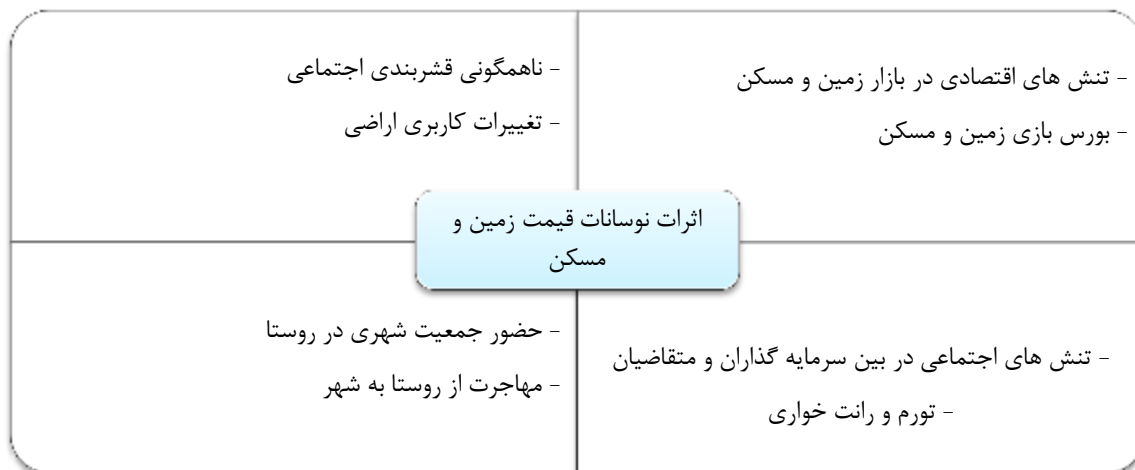 - تنش های اقتصادی در بازار زمین و مسکن
- بورس بازی زمین و مسکن
- ناهمگونی قشربندی اجتماعی
- تغییرات کاربری اراضی
اثرات نوسانات قیمت زمین و
مسکن
- تنش های اجتماعی در بین سرمایه گذاران و متقاضیان
- تورم و رانت خواری
- حضور جمعیت شهری در روستا
- مهاجرت از روستا به شهر